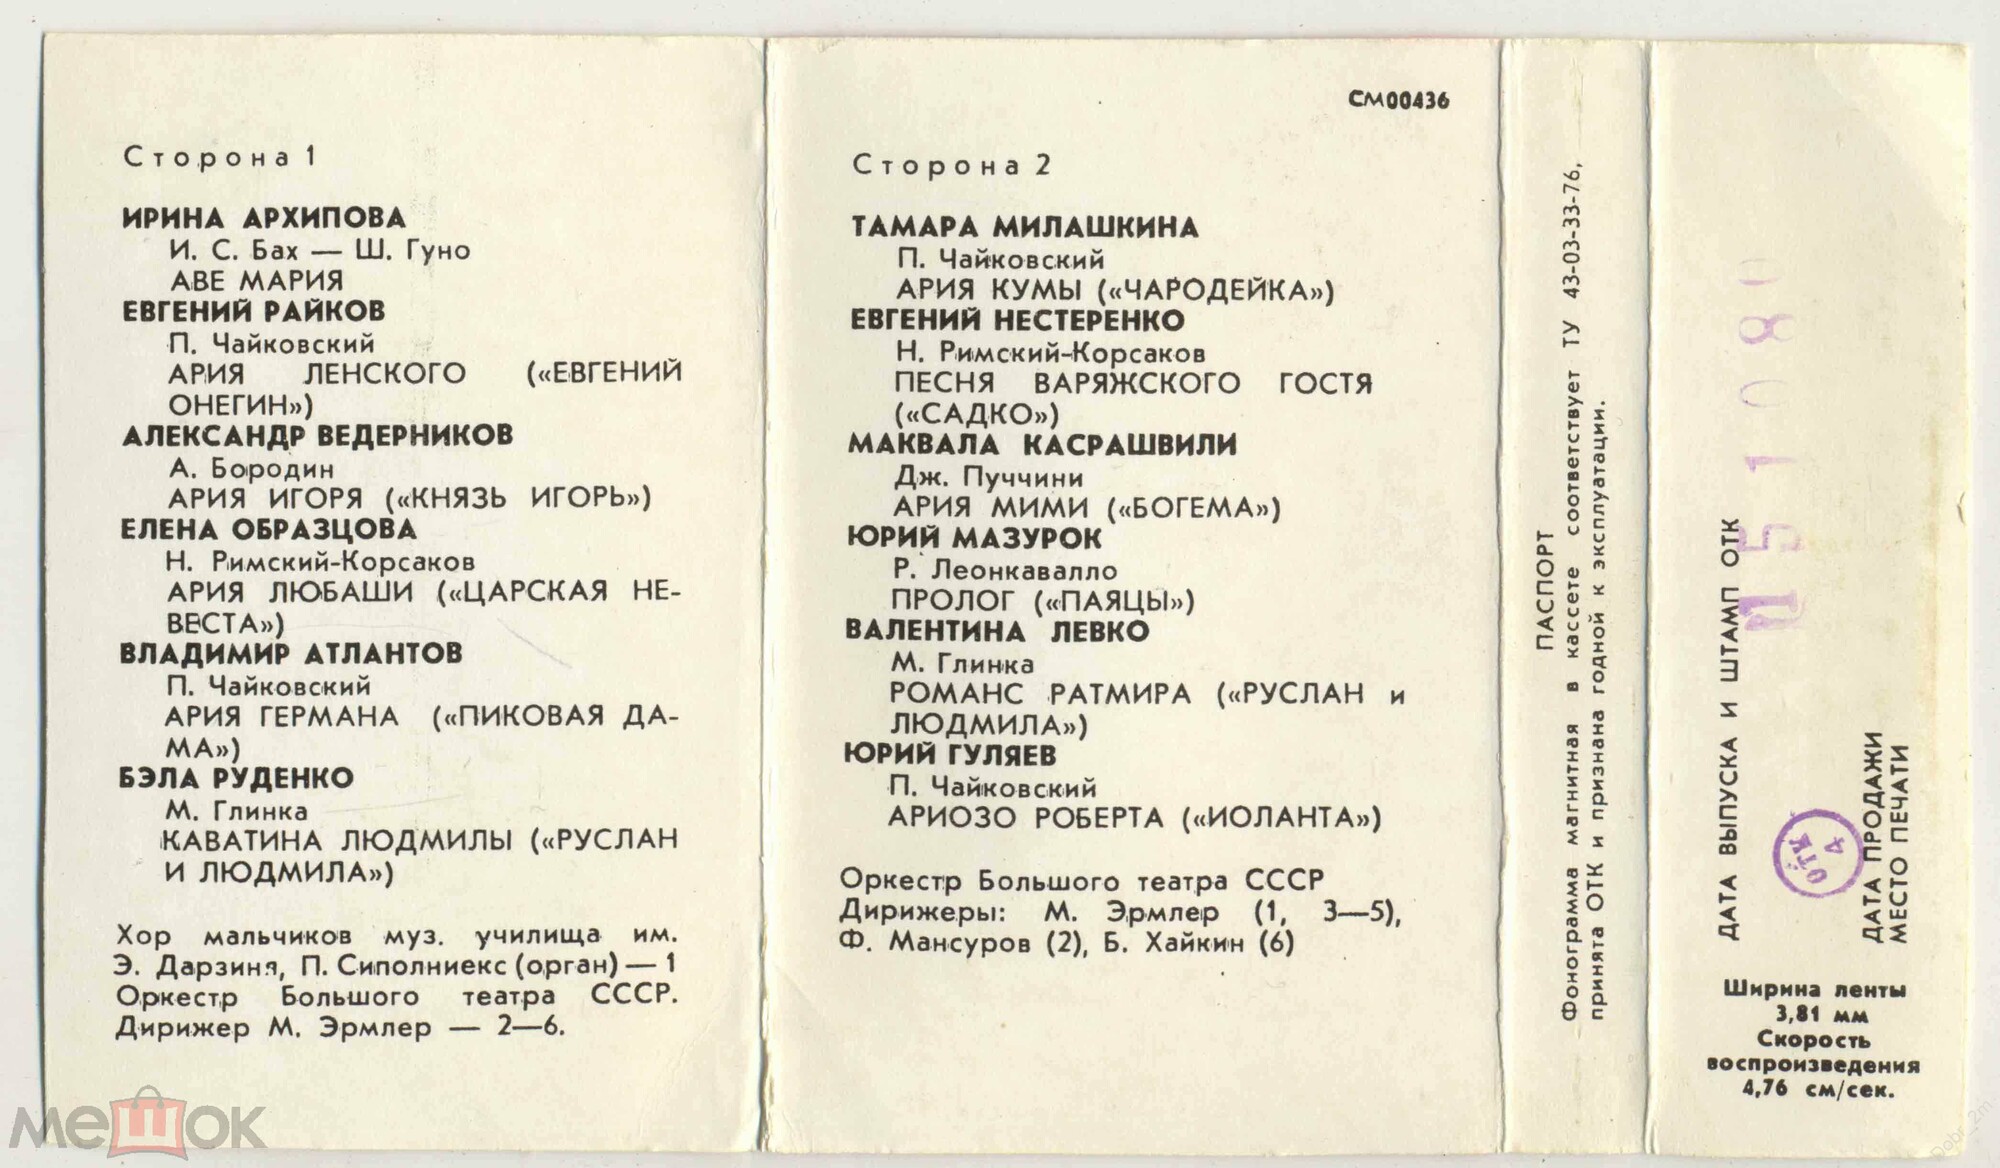 Сторона 1
ИРИНА АРХИПОВА
И. С. Бах — Ш. Гуно
АВЕ МАРИЯ
ЕВГЕНИЙ РАЙКОВ
П. Чайковский
АРИЯ ЛЕНСКОГО («ЕВГЕНИЙ
ОНЕГИН»)
АЛЕКСАНДР ВЕДЕРНИКОВ
А. Бородин
АРИЯ ИГОРЯ («КНЯЗЬ ИГОРЬ»)
ЕЛЕНА ОБРАЗЦОВА
Н. Римский-Корсаков
АРИЯ ЛЮБАШИ («ЦАРСКАЯ НЕ-
ВЕСТА»)
ВЛАДИМИР АТЛАНТОВ
П. Чайковский
АРИЯ ГЕРМАНА («ПИКОВАЯ ДА-
МА»)
БЭЛА РУДЕНКО
М. Глинка
КАВАТИНА ЛЮДМИЛЫ («РУСЛАН
И ЛЮДМИЛА»)
Хор мальчиков муз. училища им.
Э. Дарзиня, П. Сиполниекс (орган) — 1
Оркестр Большого театра СССР.
Дирижер М. Эрмлер — 2—6.
СМ00436
Сторона 2
ТАМАРА МИЛАШКИНА
П. Чайковский
АРИЯ КУМЫ («ЧАРОДЕЙКА»)
ЕВГЕНИЙ НЕСТЕРЕНКО
Н. Римский-Корсаков
ПЕСНЯ ВАРЯЖСКОГО ГОСТЯ
(«САДКО»)
МАКВАЛА КАСРАШВИЛИ
Дж. Пуччини
АРИЯ МИМИ («БОГЕМА»)
ЮРИЙ МАЗУРОК
Р. Леонкавалло
ПРОЛОГ («ПАЯЦЫ»)
ВАЛЕНТИНА ЛЕВКО
М. Глинка
РОМАНС РАТМИРА («РУСЛАН и
ЛЮДМИЛА»)
ЮРИЙ ГУЛЯЕВ
П. Чайковский
АРИОЗО РОБЕРТА («ИОЛАНТА»)
Оркестр Большого театра СССР
Дирижеры: М. Эрмлер (1, 3—5),
Ф. Мансуров (2), Б. Хайкин (6)
ПАСПОРТ
Фонограмма магнитная в кассете соответствует ТУ 43-03-33-76,
принята ОТК и признана годной к эксплуатации.
ДАТА ВЫПУСКА И ШТАМП ОТК
ОТК
4
ДАТА ПРОДАЖИ
МЕСТО ПЕЧАТИ
Ширина ленты
3,81 мм
Скорость
воспроизведения
4,76 см/сек.
мешок